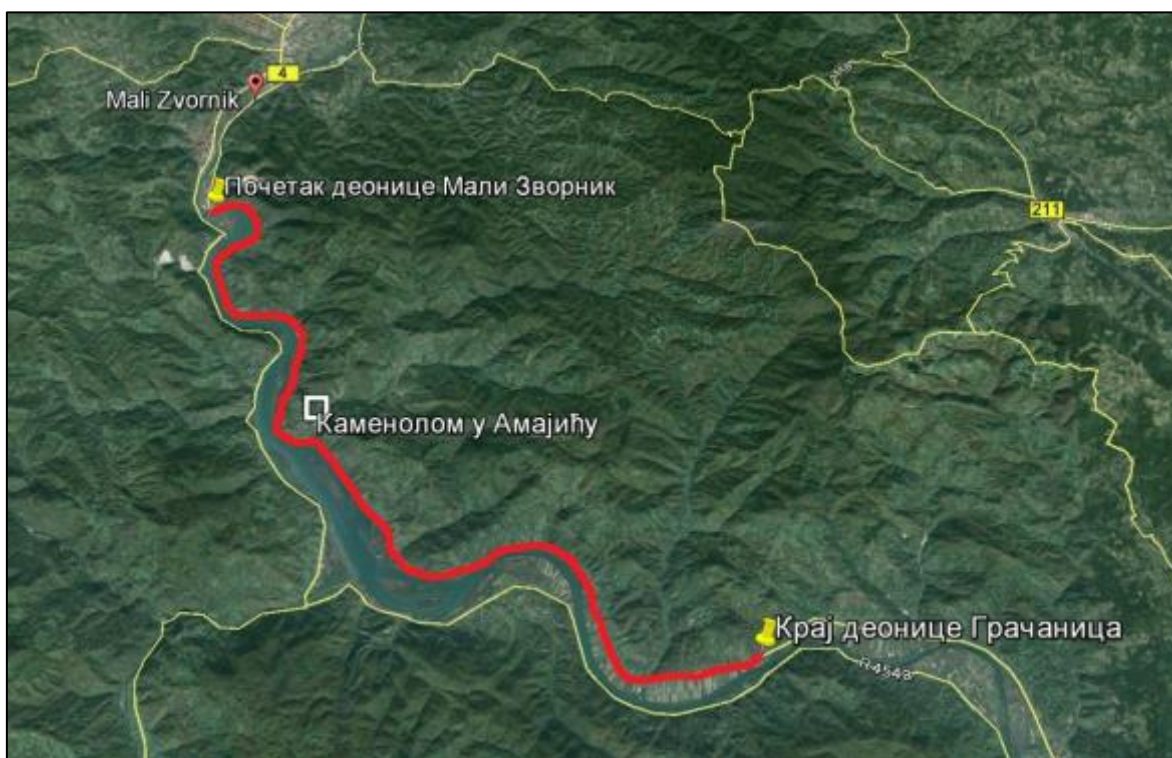 4
Mali Zvornik
Почетак деонице Мали Зворник
211
Каменолом у Амајићу
Крај деонице Грачаница
R454a